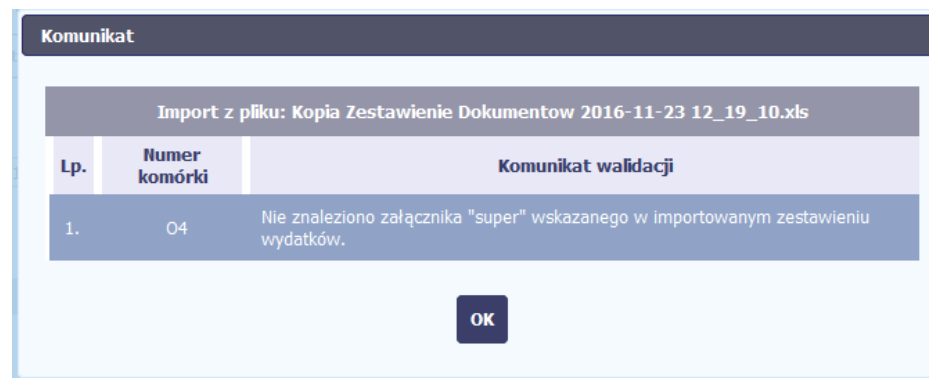 Komunikat
Import z pliku: Kopia Zestawienie Dokumentow 2016-11-23 12_19_10.xls
Lp.
Numer
komórki
Komunikat walidacji
1.
O4
Nie znaleziono załącznika "super" wskazanego w importowanym zestawieniu
wydatków.
OK